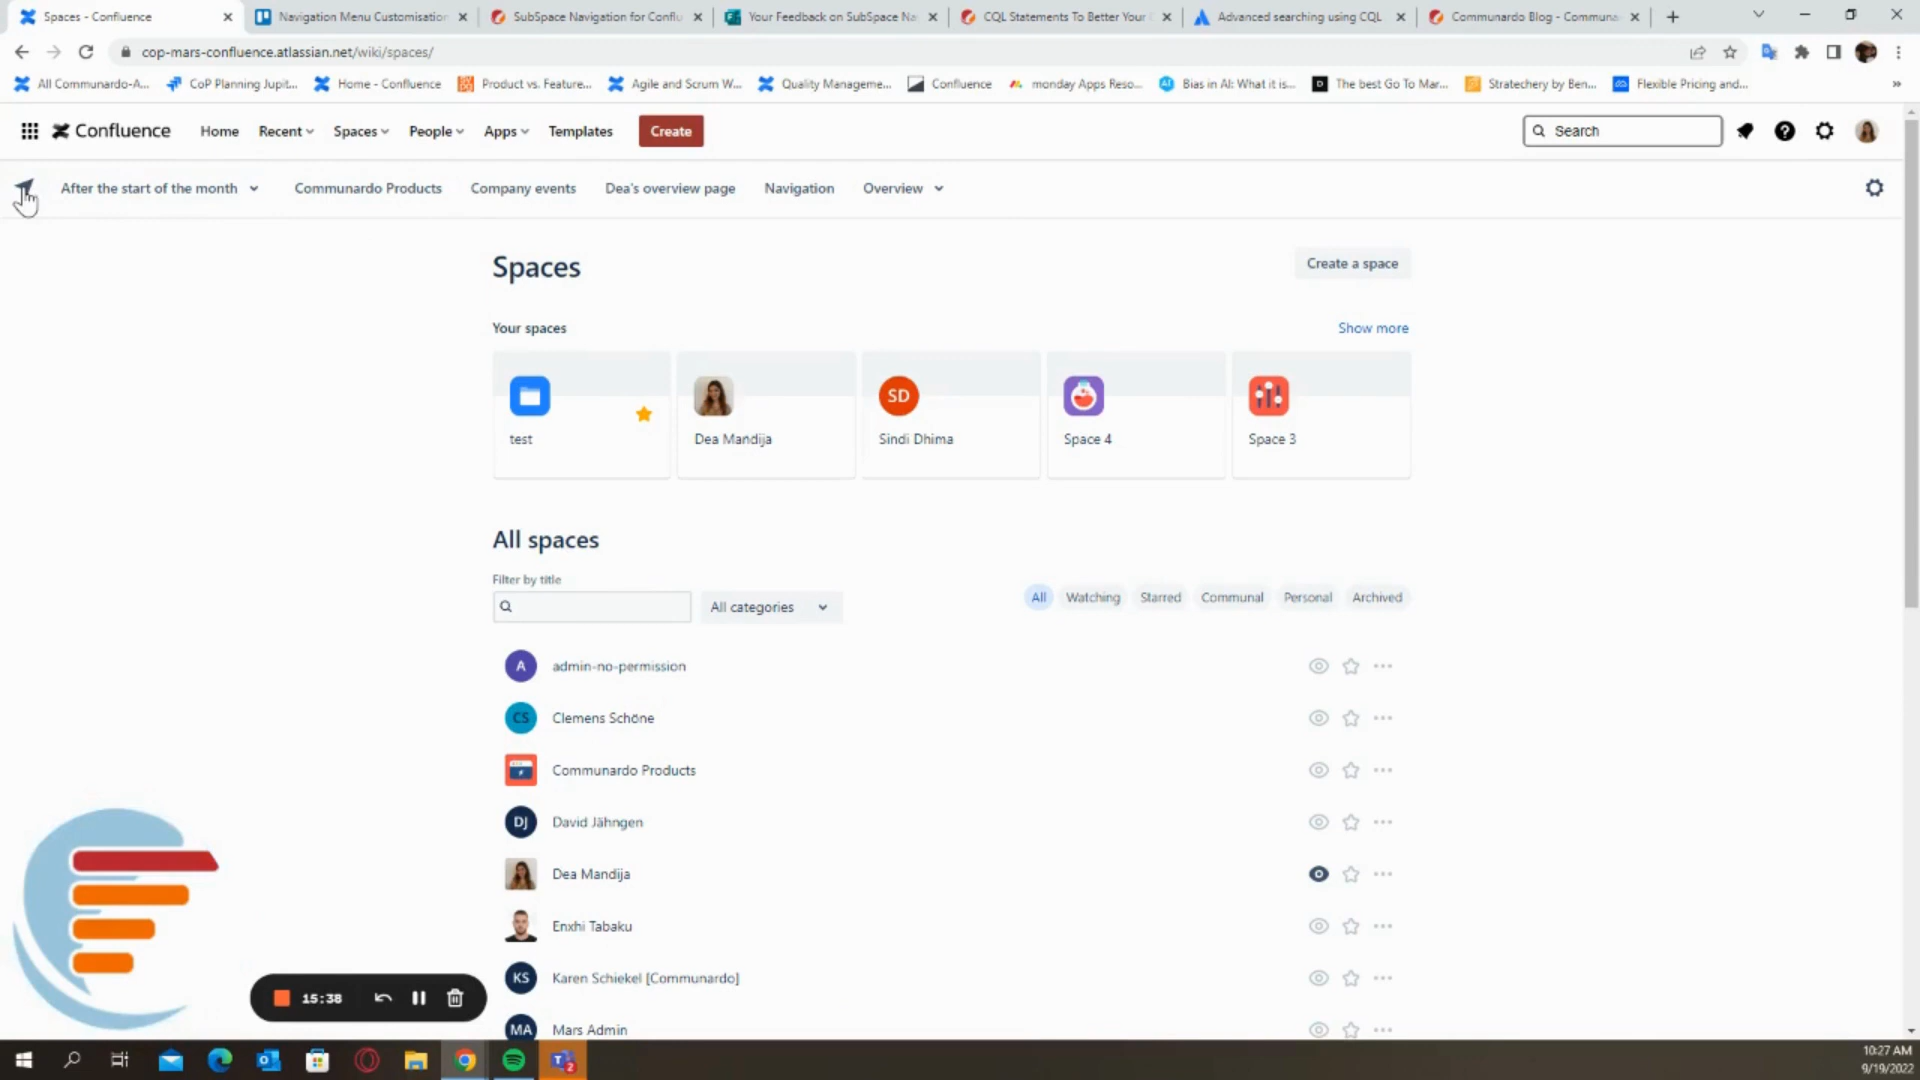 Spaces - Confluence
Navigation Menu Customisation
SubSpace Navigation for Conflu
Your Feedback on SubSpace Na
CQL Statements To Better Your
Advanced searching using CQL
Communardo Blog - Communa
cop-mars-confluence.atlassian.net/wiki/spaces/
All Communardo-A...
CoP Planning Jupit...
Home - Confluence
Product vs. Feature...
Agile and Scrum W...
Quality Manageme...
Confluence
monday Apps Reso...
Bias in AI: What it is...
The best Go To Mar...
Stratechery by Ben...
Flexible Pricing and...
»
Confluence
Home
Recent
Spaces
People
Apps
Templates
Create
Search
After the start of the month
Communardo Products
Company events
Dea's overview page
Navigation
Overview
Spaces
Create a space
Your spaces
Show more
test
Dea Mandija
SD
Sindi Dhima
Space 4
Space 3
All spaces
Filter by title
All categories
All
Watching
Starred
Communal
Personal
Archived
A
admin-no-permission
CS
Clemens Schöne
Communardo Products
DJ
David Jähngen
Dea Mandija
Enxhi Tabaku
KS
Karen Schiekel [Communardo]
MA
Mars Admin
15:38
10:27 AM
9/19/2022